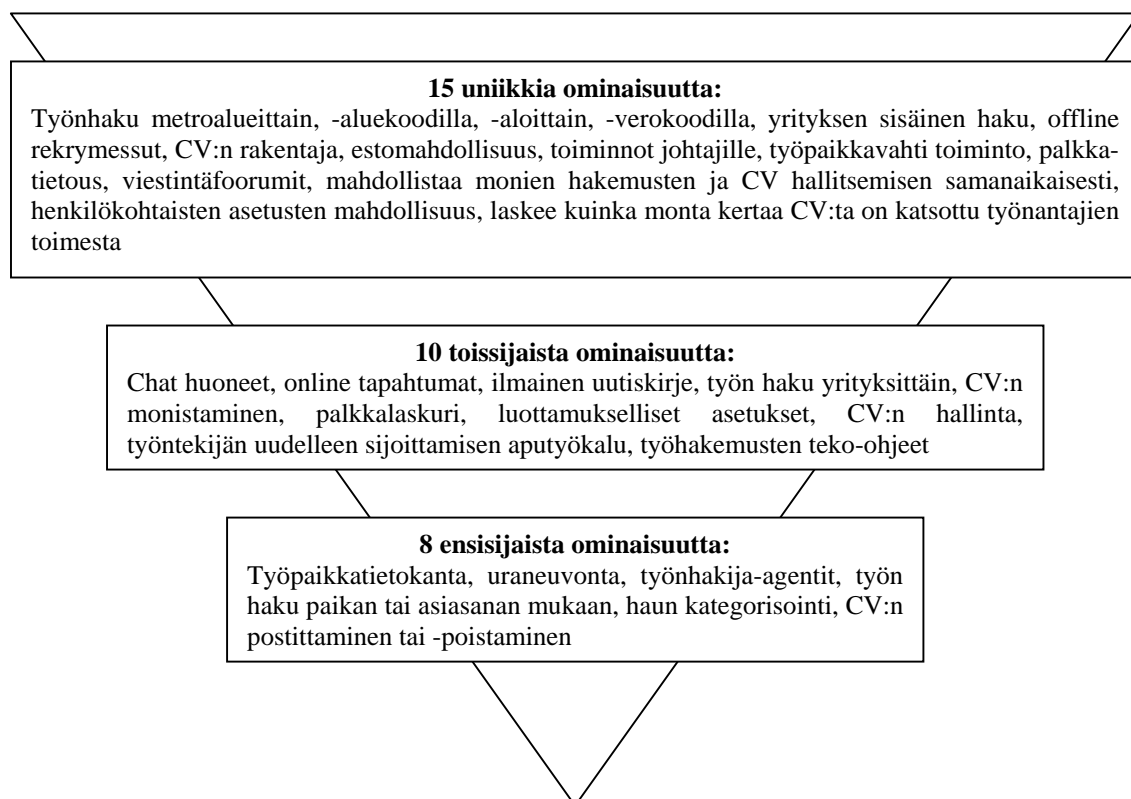 15 uniikkia ominaisuutta:
Työnhaku metroalueittain, -aluekoodilla, -aloittain, -verokoodilla, yrityksen sisäinen haku, offline
rekrymessut, CV:n rakentaja, estomahdollisuus, toiminnot johtajille, työpaikkavahti toiminto, palkka-
tietous, viestintäfoorumit, mahdollistaa monien hakemusten ja CV hallitsemisen samanaikaisesti,
henkilökohtaisten asetusten mahdollisuus, laskee kuinka monta kertaa CV:ta on katsottu työnantajien
toimesta
10 toissijaista ominaisuutta:
Chat huoneet, online tapahtumat, ilmainen uutiskirje, työn haku yrityksittäin, CV:n
monistaminen, palkkalaskuri, luottamukselliset asetukset, CV:n hallinta,
työntekijän uudelleen sijoittamisen aputyökalu, työhakemusten teko-ohjeet
8 ensisijaista ominaisuutta:
Työpaikkatietokanta, uraneuvonta, työnhakija-agentit, työn
haku paikan tai asiasanan mukaan, haun kategorisointi, CV:n
postittaminen tai -poistaminen